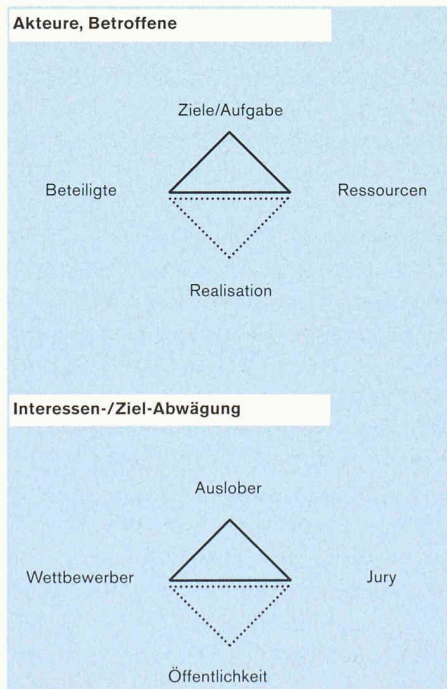 Akteure, Betroffene
Ziele/Aufgabe
Beteiligte Ressourcen
Realisation
Interessen-/Ziel-Abwägung
Auslober
Wettbewerber Jury
Öffentlichkeit